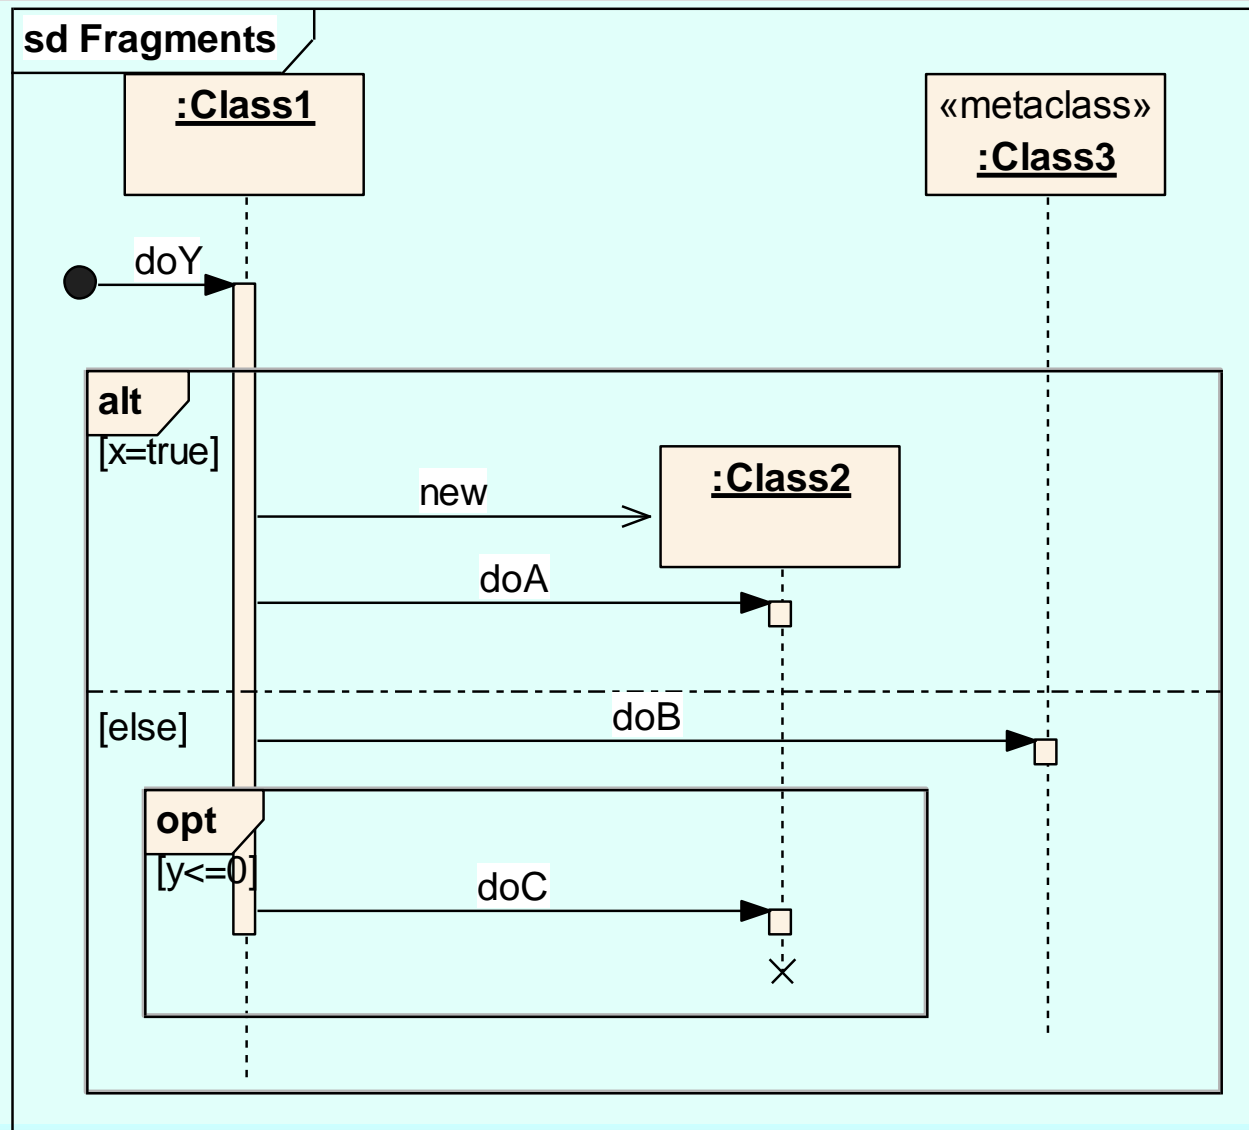 sd Fragments
:Class1
«metaclass»
:Class3
doY
alt
[x=true]
:Class2
new
doA
[else]
doB
opt
[y<=0]
doC